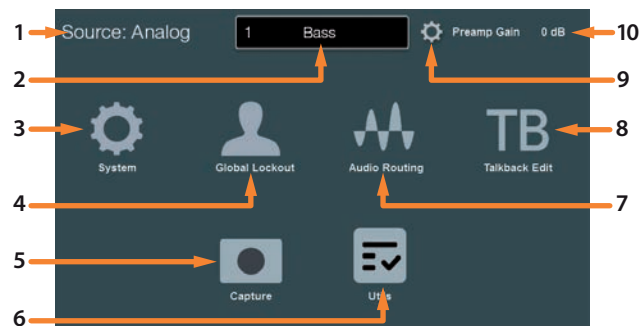 1 Source: Analog 1 Bass Preamp Gain 0 dB 10
2 9
3 TB 8
System Global Lockout Audio Routing Talkback Edit
4 7
5
Capture Utils
6